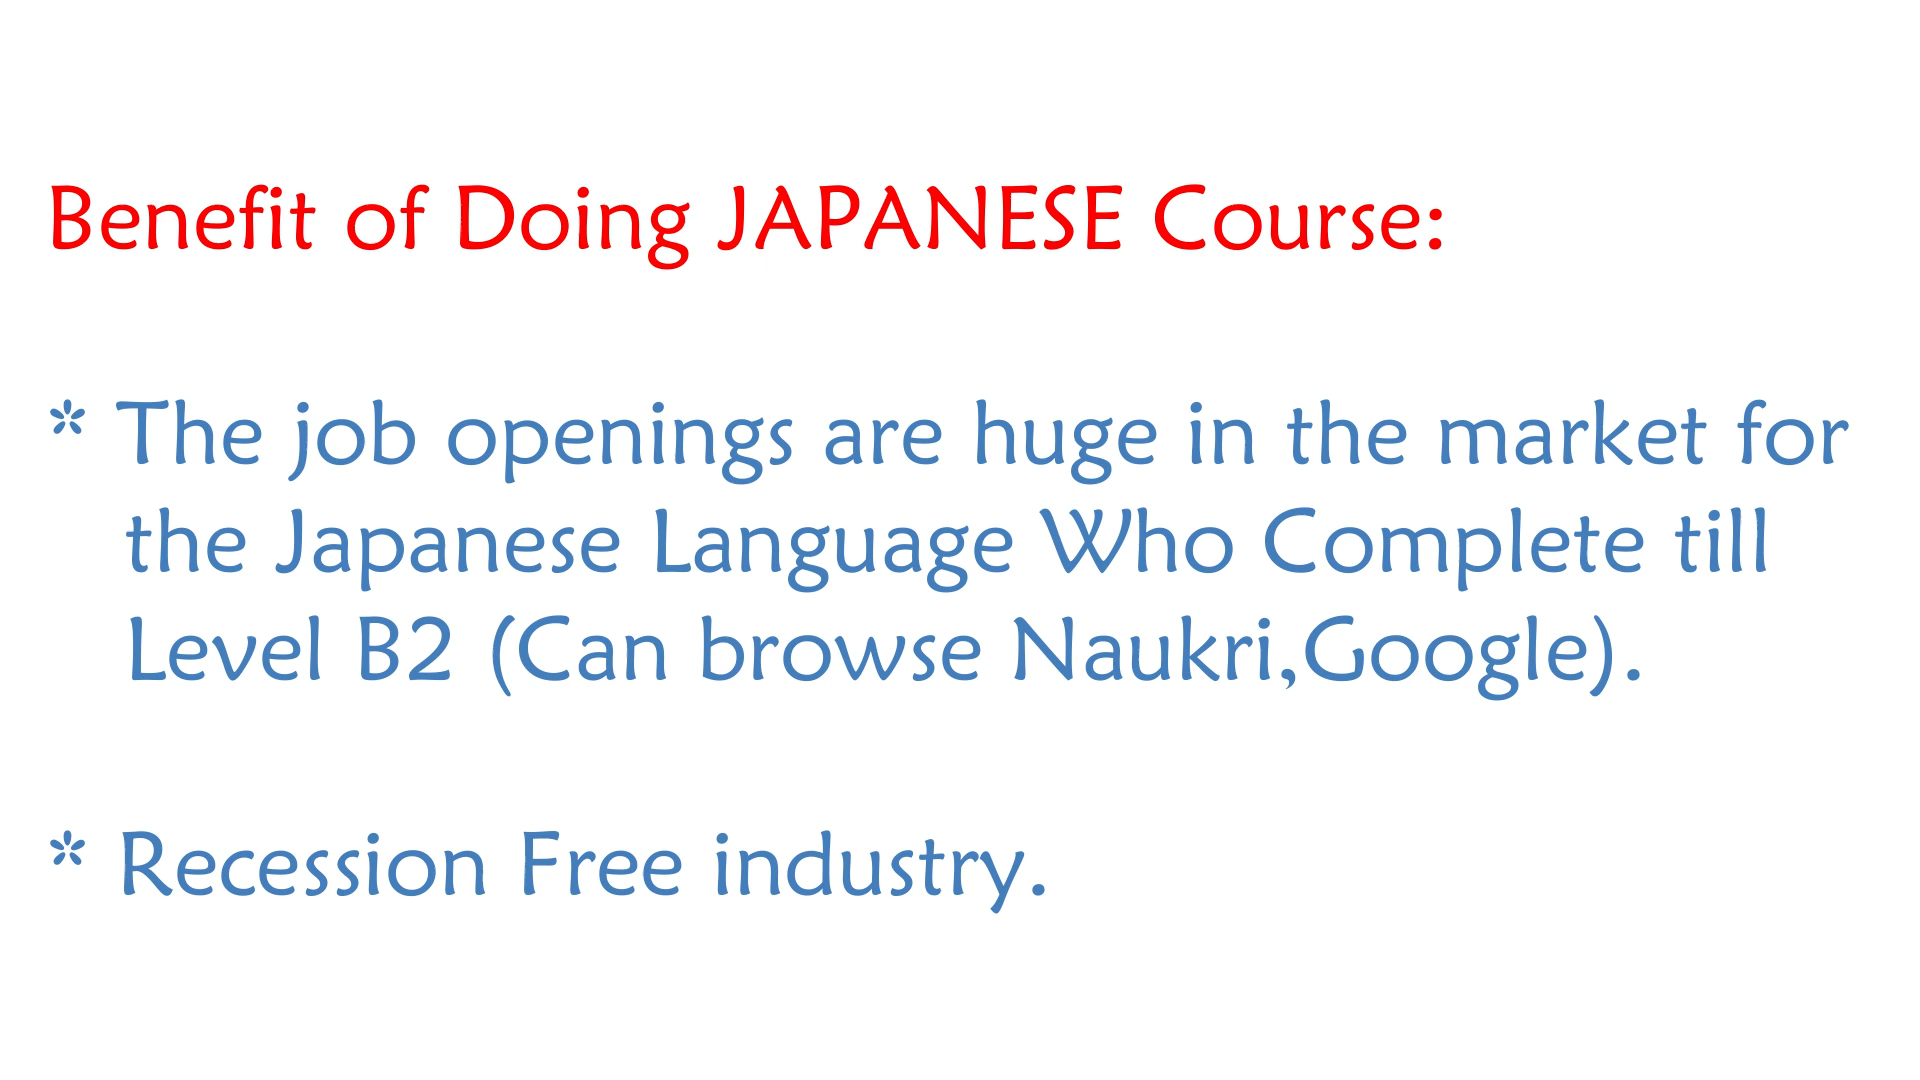 Benefit of Doing JAPANESE Course:
* The job openings are huge in the market for
the Japanese Language Who Complete till
Level B2 (Can browse Naukri,Google).
* Recession Free industry.